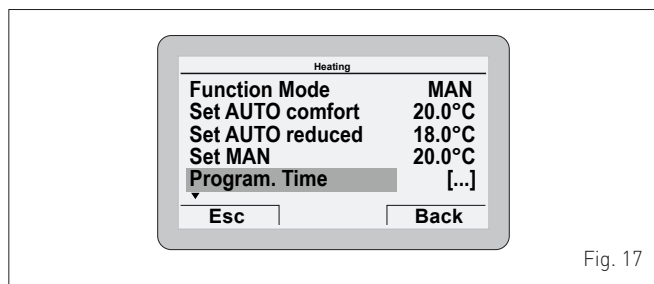 Heating
Function Mode MAN
Set AUTO comfort 20.0°C
Set AUTO reduced 18.0°C
Set MAN 20.0°C
Program. Time [...]
Esc Back
Fig. 17